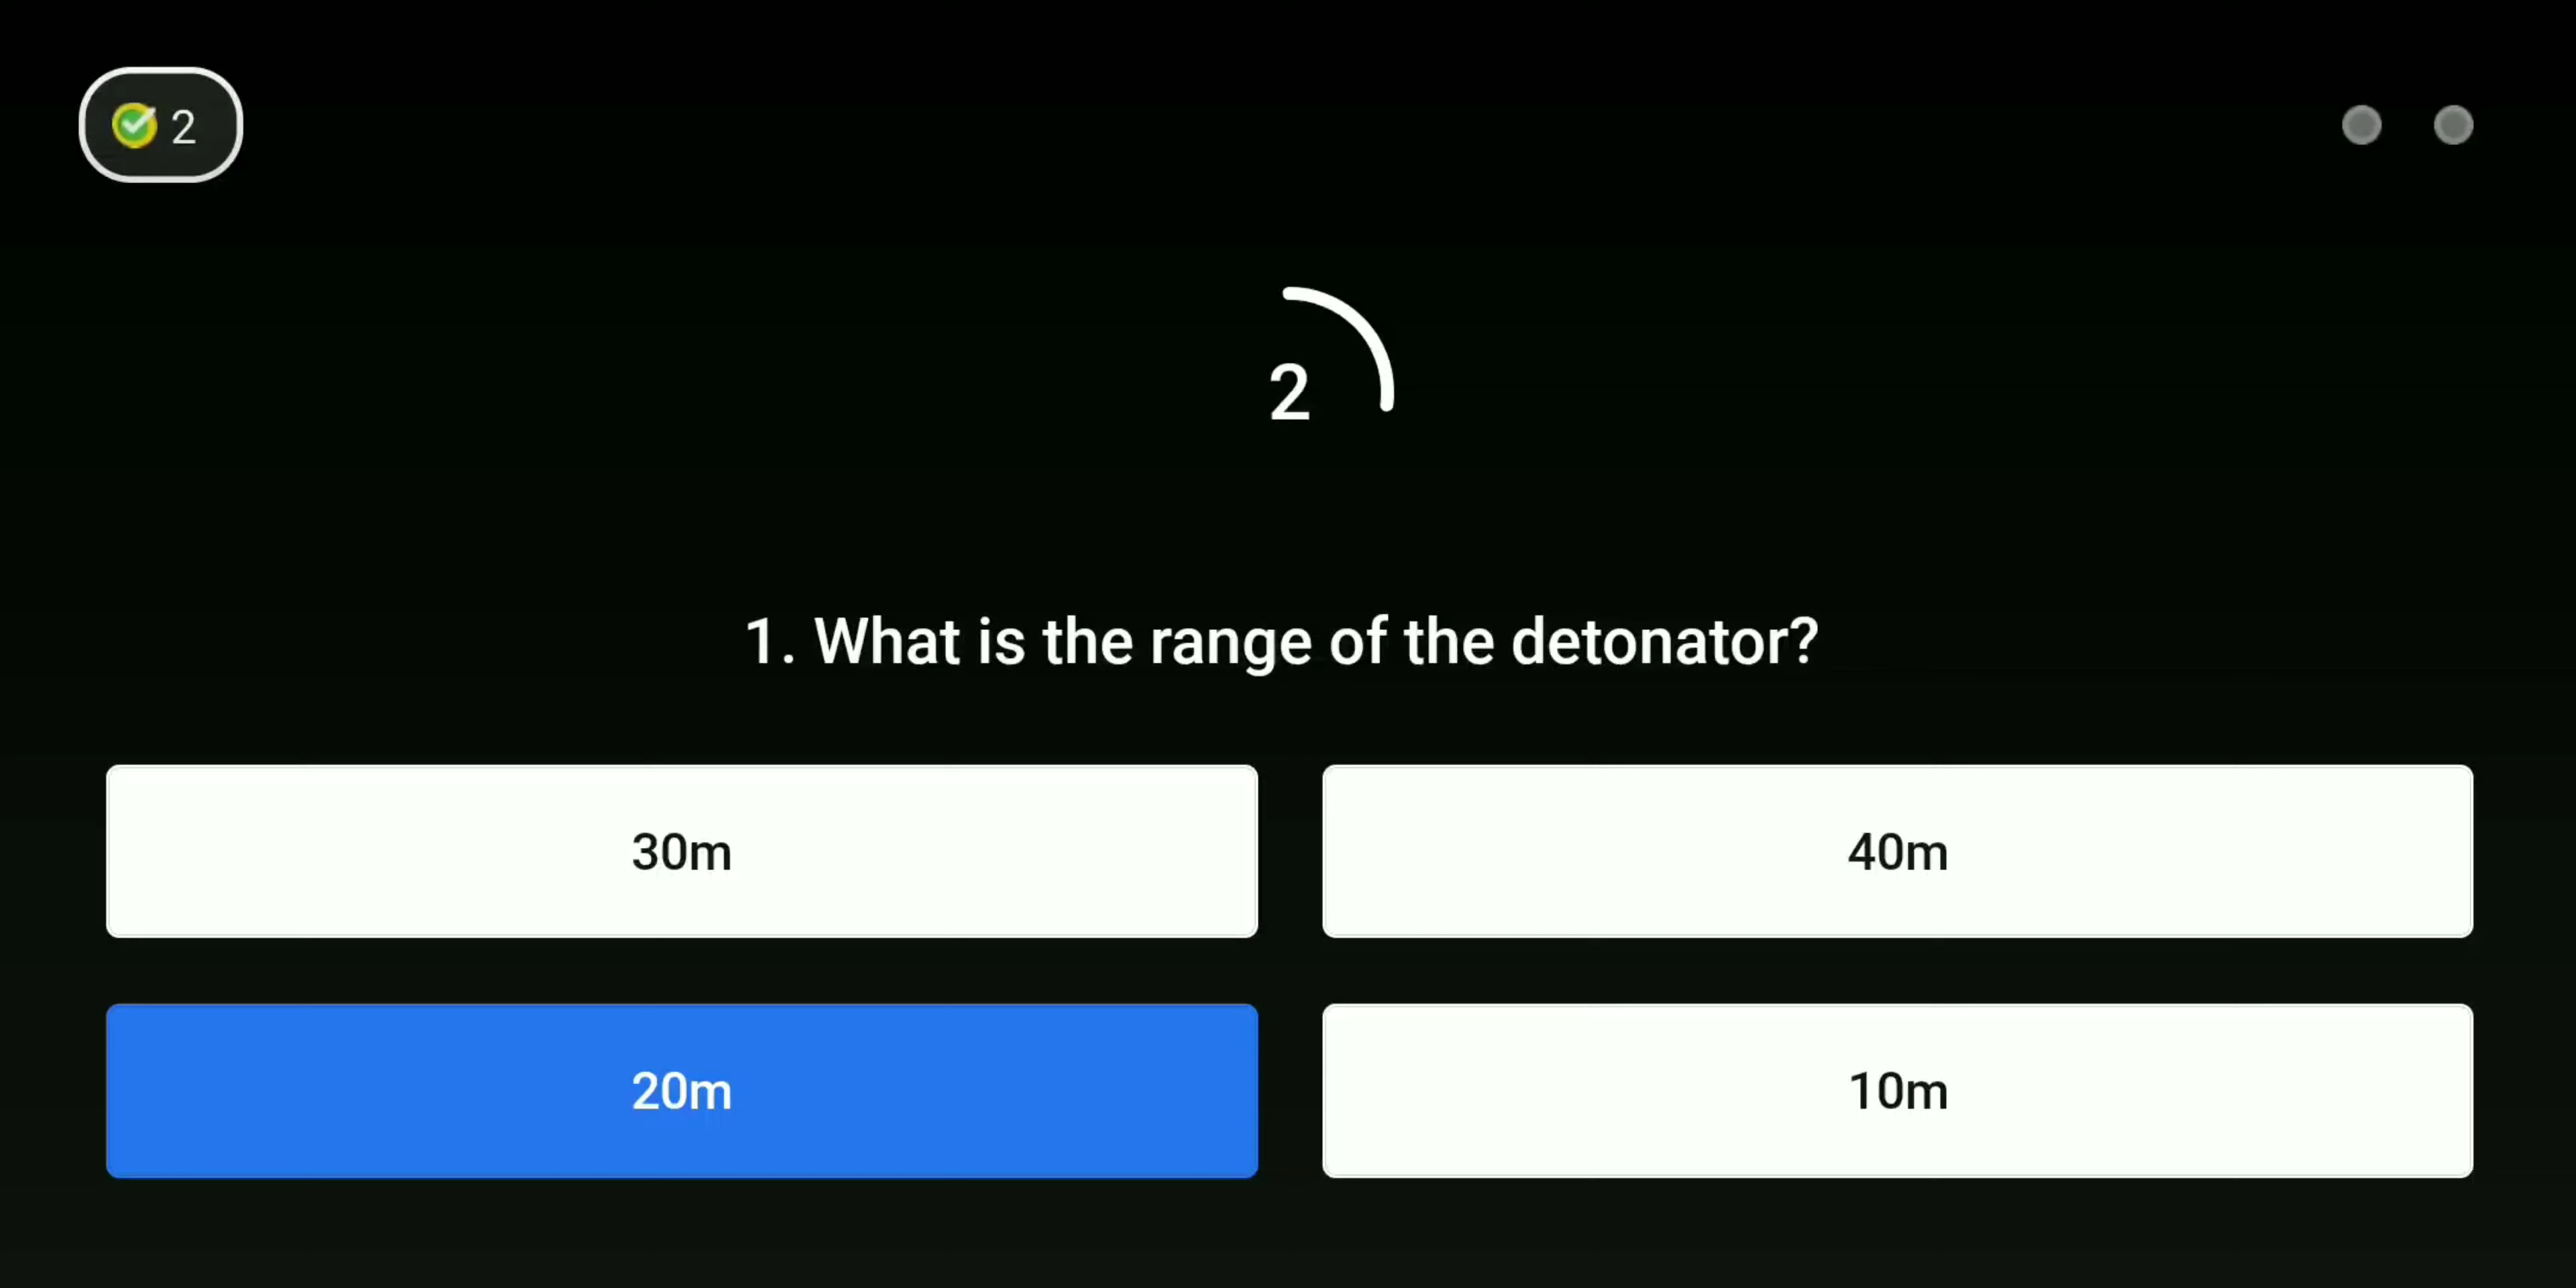 2
2
1. What is the range of the detonator?
30m
40m
20m
10m